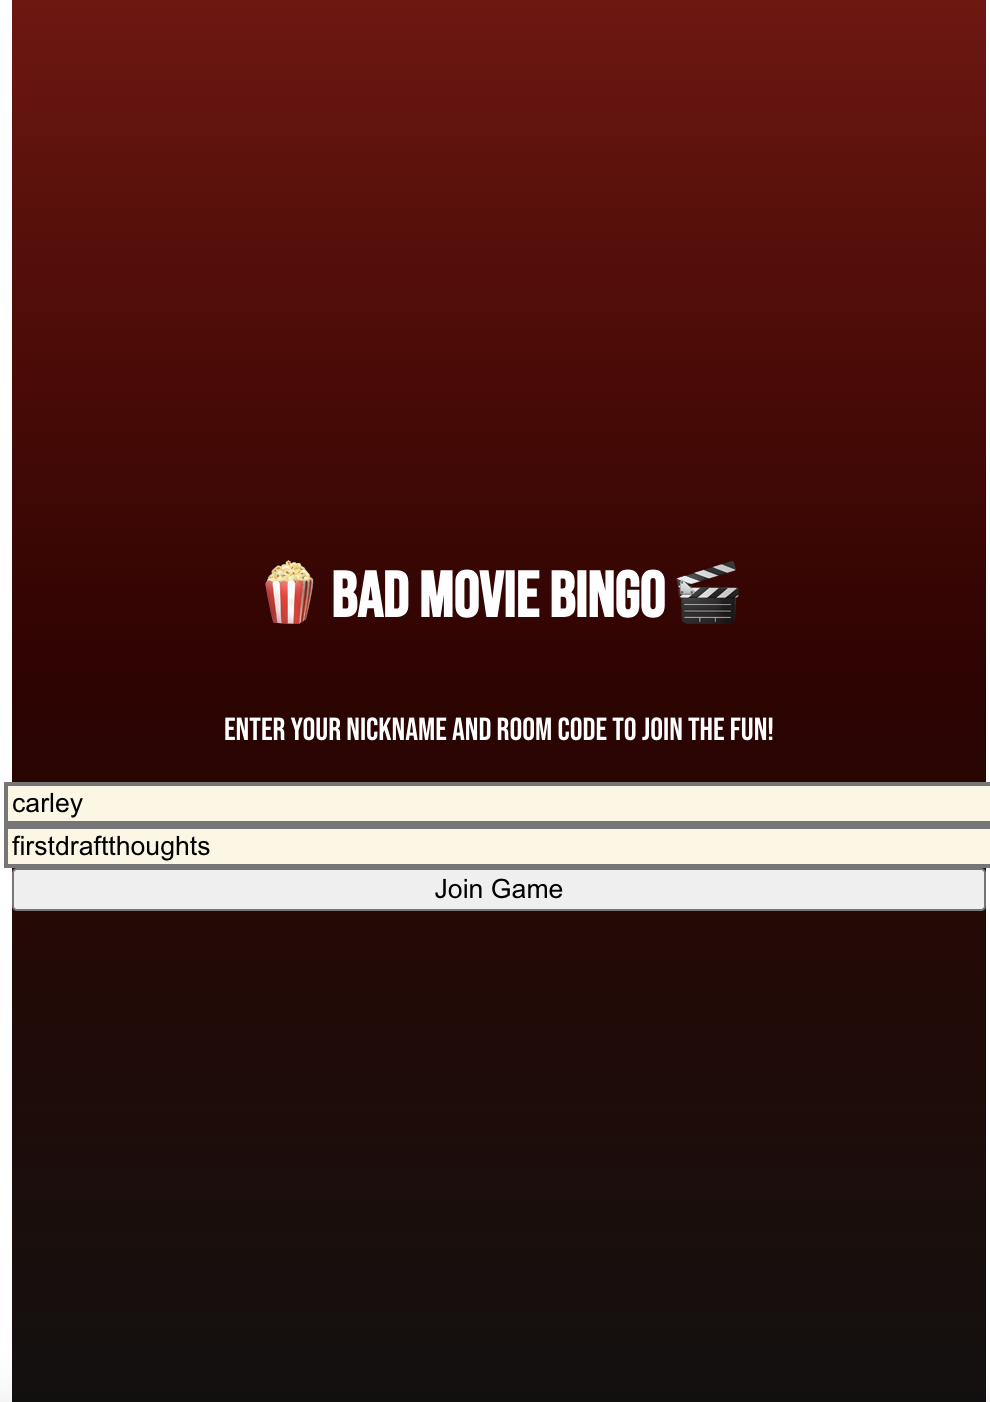 BAD MOVIE BINGO
ENTER YOUR NICKNAME AND ROOM CODE TO JOIN THE FUN!
carley
firstdraftthoughts
Join Game